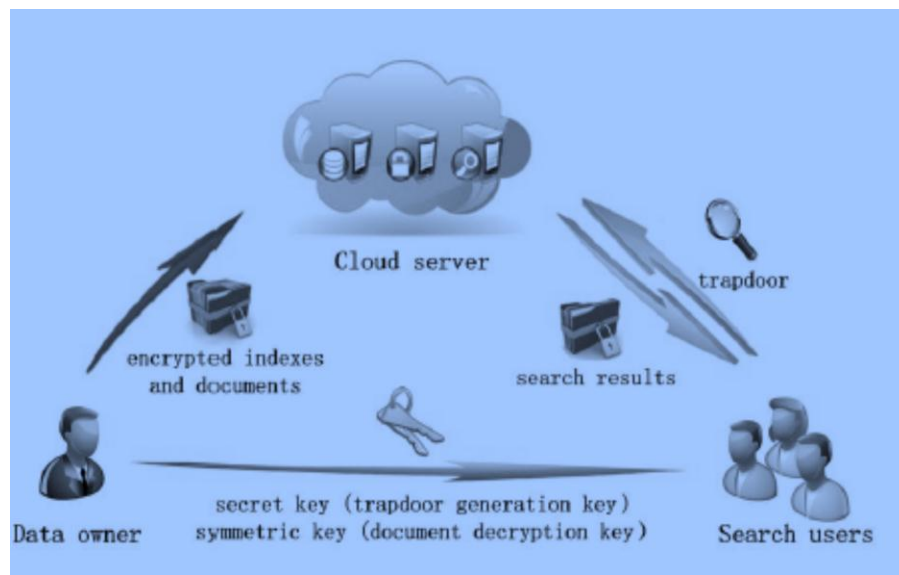 Cloud server
trapdoor
encrypted indexes
and documents
search results
secret key (trapdoor generation key)
symmetric key (document decryption key)
Data owner
Search users